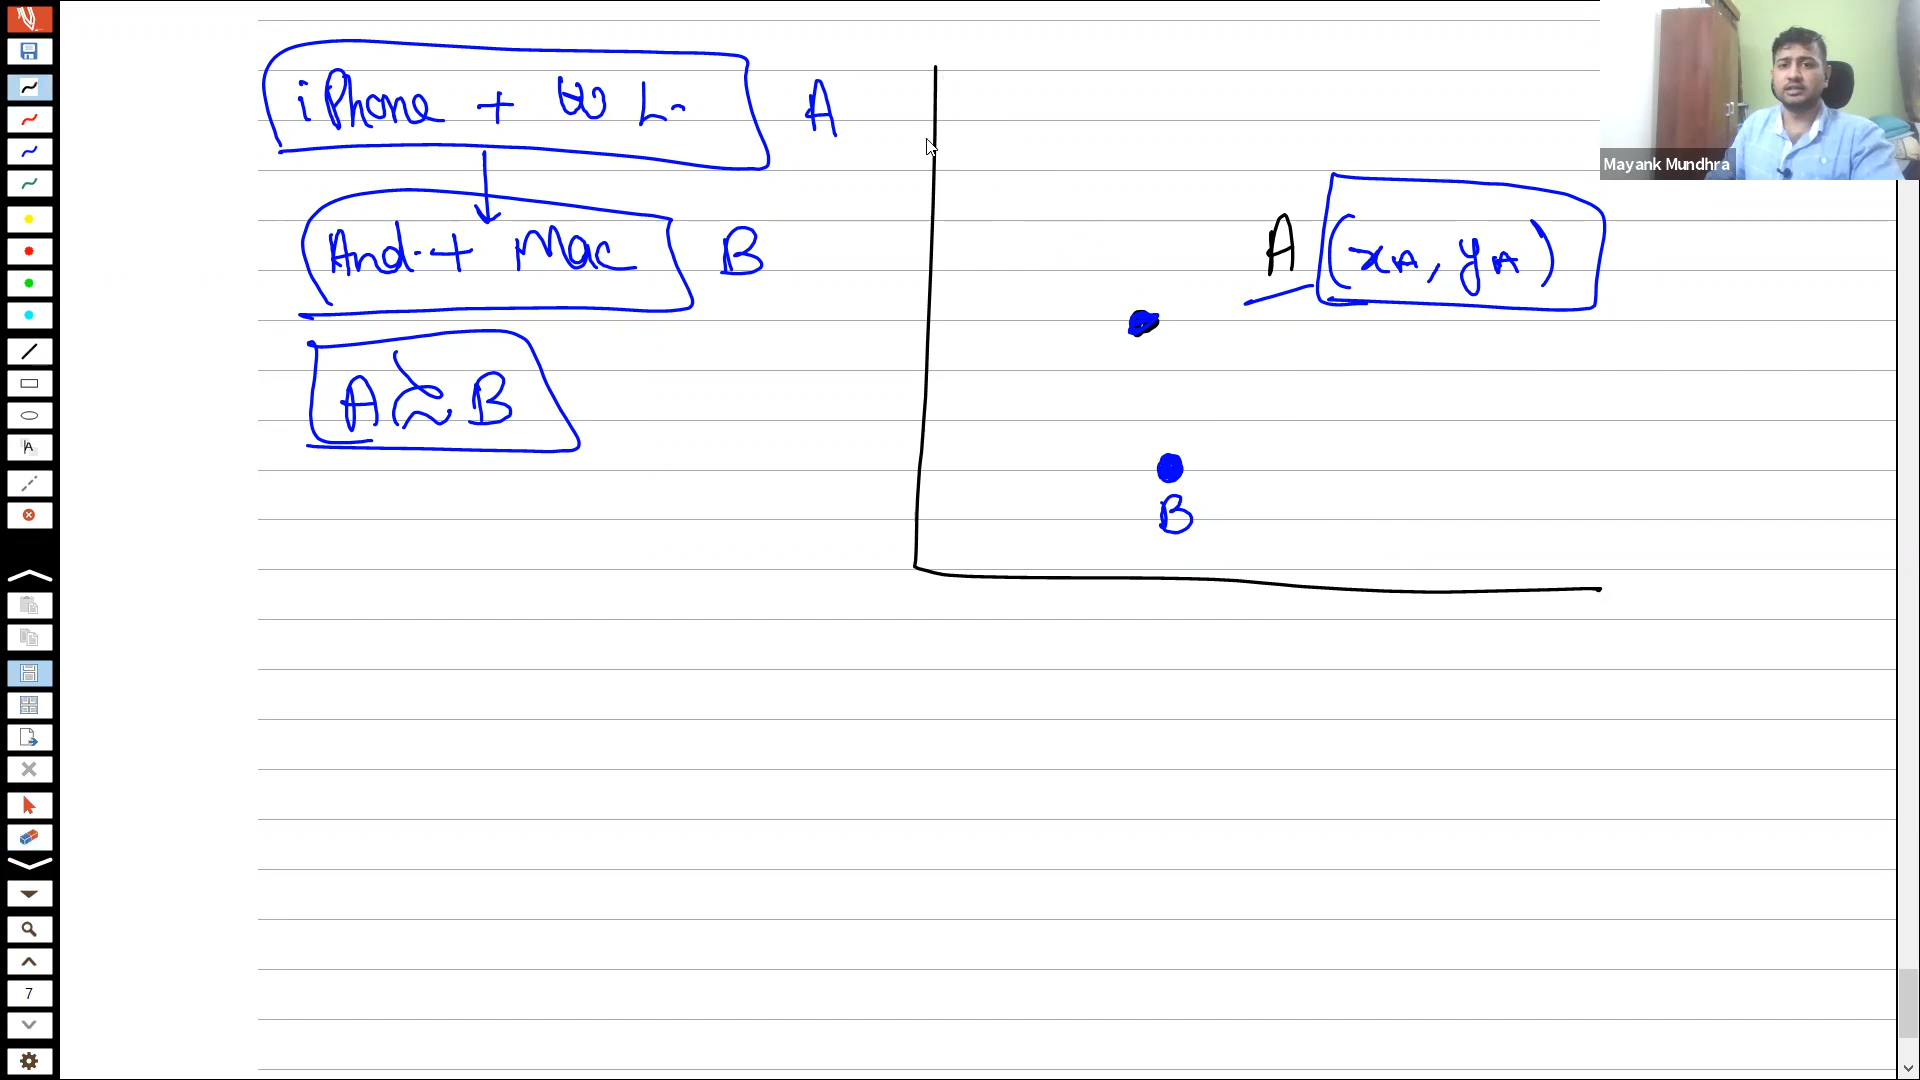 iPhone + W L. A
And. + Mac B
A ≈ B
A (xA, yA)
B
Mayank Mundhra
7